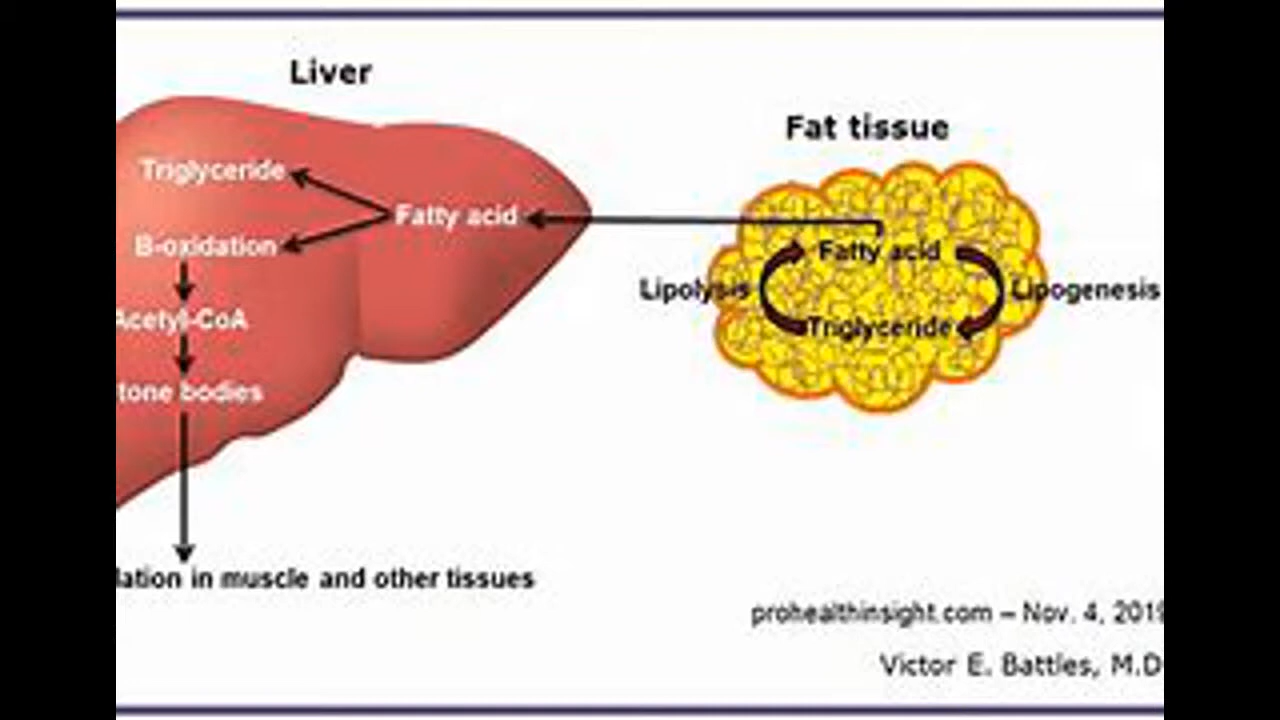 Liver
Fat tissue
Triglyceride
Fatty acid
B-oxidation
Fatty acid
Lipolysis
Lipogenesis
Acetyl-CoA
Triglyceride
tone bodies
lation in muscle and other tissues
prohealthinsight.com – Nov. 4, 2019
Victor E. Battles, M.D